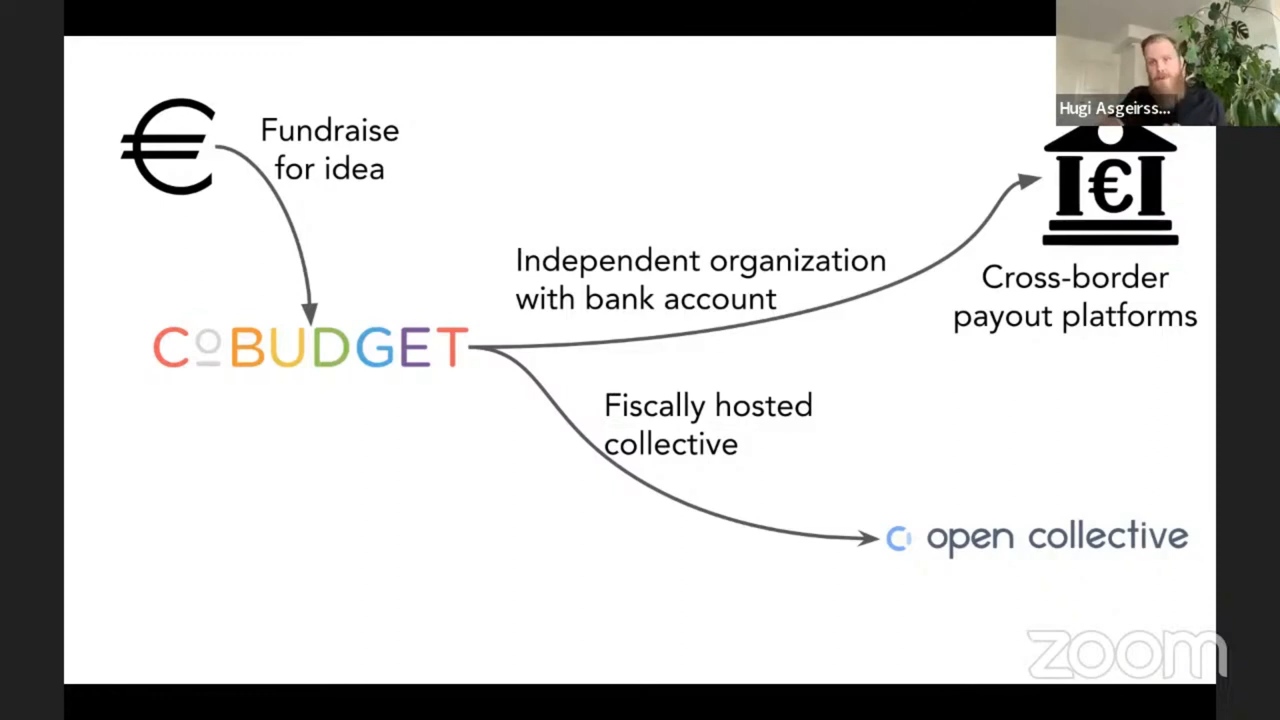 Hugi Asgeirss...
€
Fundraise
for idea
I€I
Independent organization
with bank account
Cross-border
payout platforms
CoBUDGET
Fiscally hosted
collective
open collective
zoom